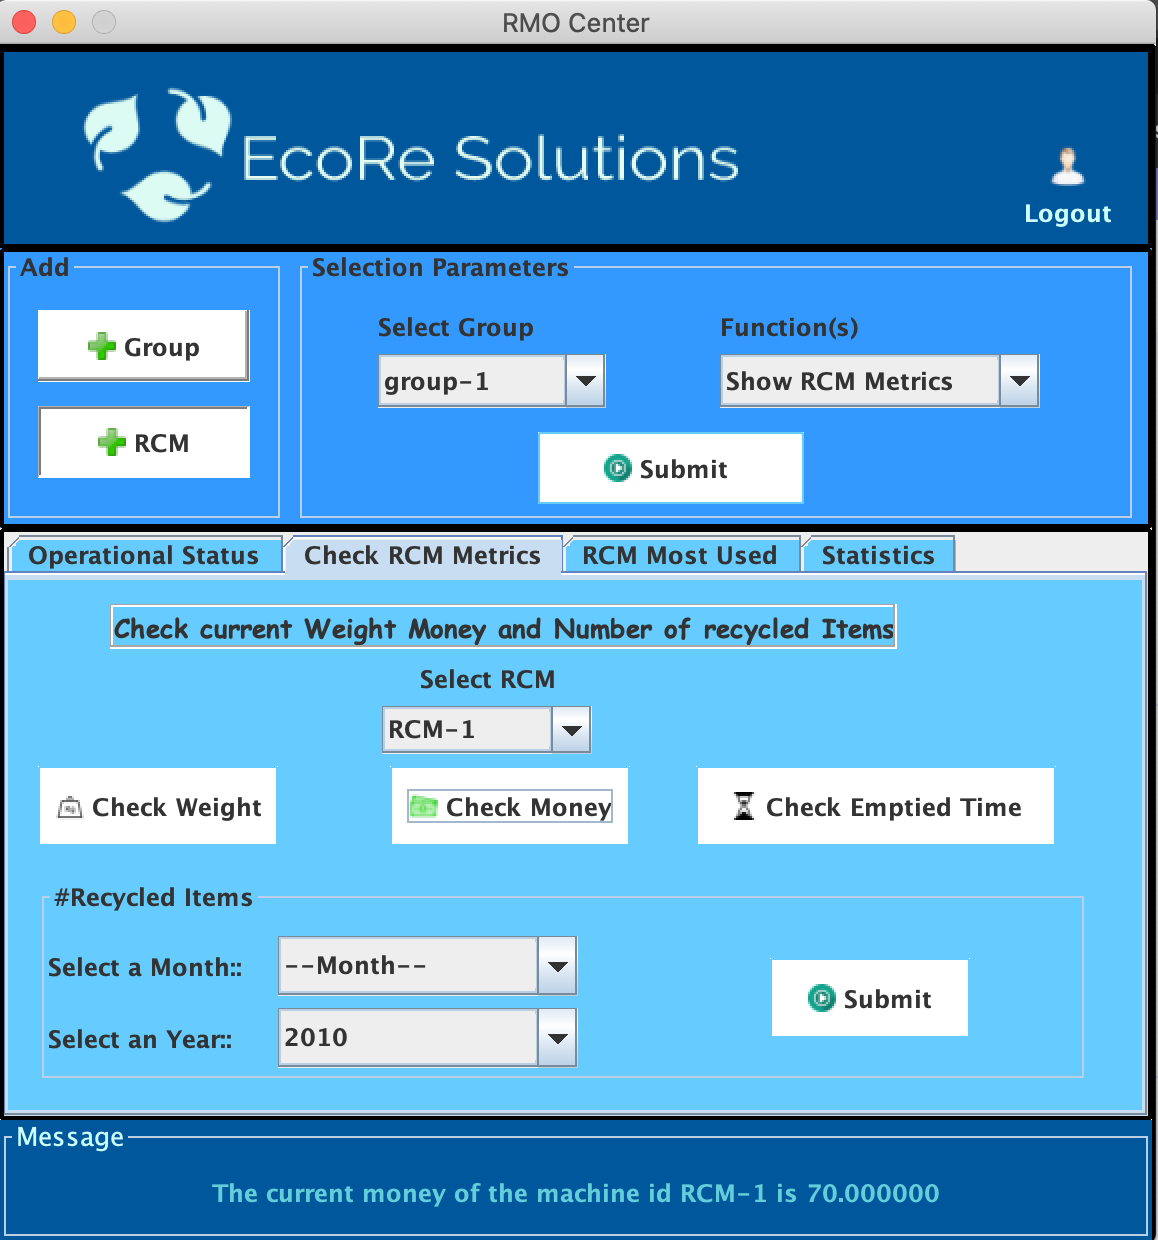 RMO Center
EcoRe Solutions
Logout
Add
Group
RCM
Selection Parameters
Select Group
Function(s)
group-1
Show RCM Metrics
Submit
Operational Status
Check RCM Metrics
RCM Most Used
Statistics
Check current Weight Money and Number of recycled Items
Select RCM
RCM-1
Check Weight
Check Money
Check Emptied Time
#Recycled Items
Select a Month::
--Month--
Select an Year::
2010
Submit
Message
The current money of the machine id RCM-1 is 70.000000